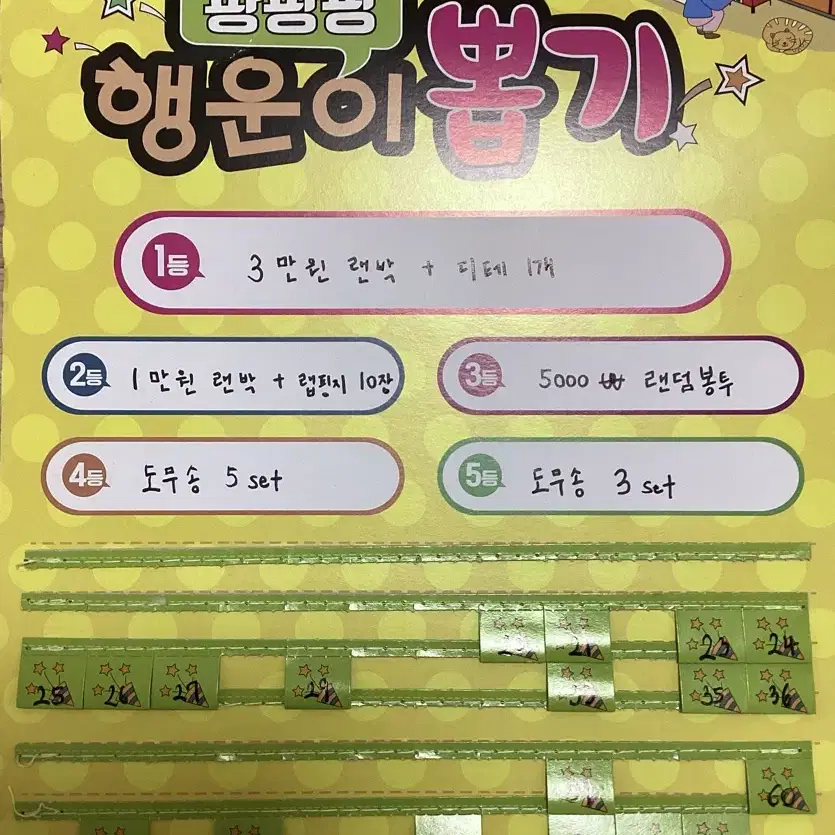 팡팡팡
행운이 뽑기
1등 3만원 랜박 + 디테 1개
2등 1만원 랜박 + 랩핑지 10장
3등 5000 ₩ 랜덤봉투
4등 도무송 5 set
5등 도무송 3 set
21 23 24
25 26 27 29 35 36
60